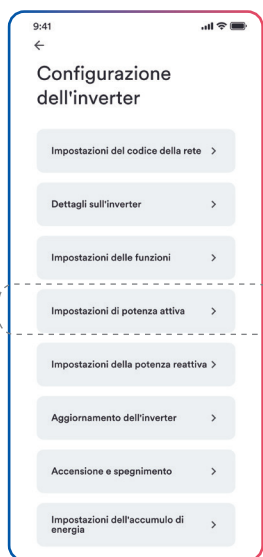 9:41
Configurazione
dell'inverter
Impostazioni del codice della rete
Dettagli sull'inverter
Impostazioni delle funzioni
Impostazioni di potenza attiva
Impostazioni della potenza reattiva
Aggiornamento dell'inverter
Accensione e spegnimento
Impostazioni dell'accumulo di
energia